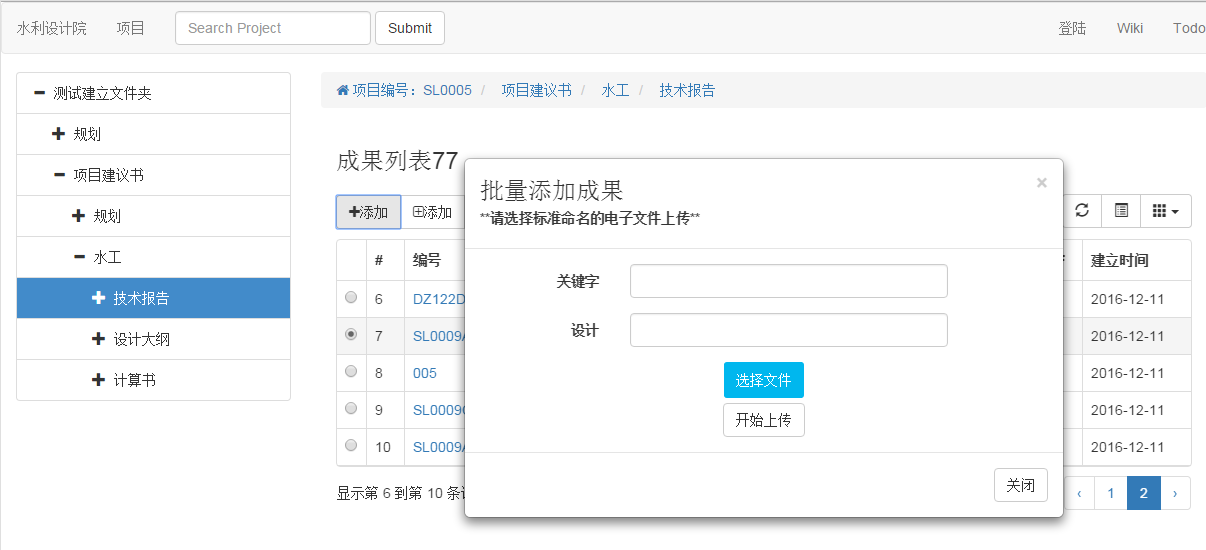 水利设计院 项目 Search Project Submit 登陆 Wiki Todo
测试建立文件夹
规划
项目建议书
规划
水工
技术报告
设计大纲
计算书
项目编号：SL0005 / 项目建议书 / 水工 / 技术报告
成果列表77
添加 添加
# 编号 建立时间
6 DZ122D 2016-12-11
7 SL0009A 2016-12-11
8 005 2016-12-11
9 SL0009 2016-12-11
10 SL0009A 2016-12-11
显示第 6 到第 10 条
‹ 1 2 ›
批量添加成果 ×
**请选择标准命名的电子文件上传**
关键字
设计
选择文件
开始上传
关闭